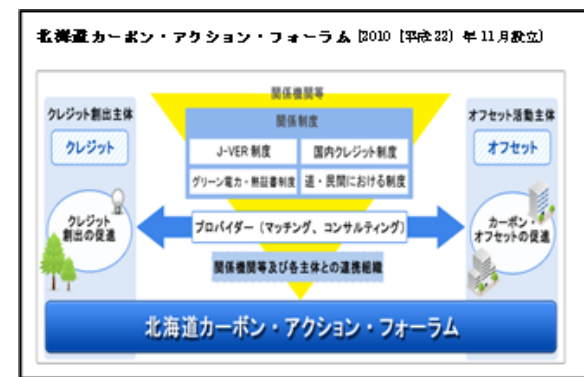 北海道カーボン・アクション・フォーラム [2010 (平成22) 年11月設立]
関係機関等
クレジット創出主体
関係制度
オフセット活動主体
クレジット
J-VER 制度
国内クレジット制度
オフセット
グリーン電力・熱証書制度
道・民間における制度
クレジット
創出の促進
プロバイダー（マッチング、コンサルティング）
カーボン・
オフセットの促進
関係機関等及び各主体との連携組織
北海道カーボン・アクション・フォーラム